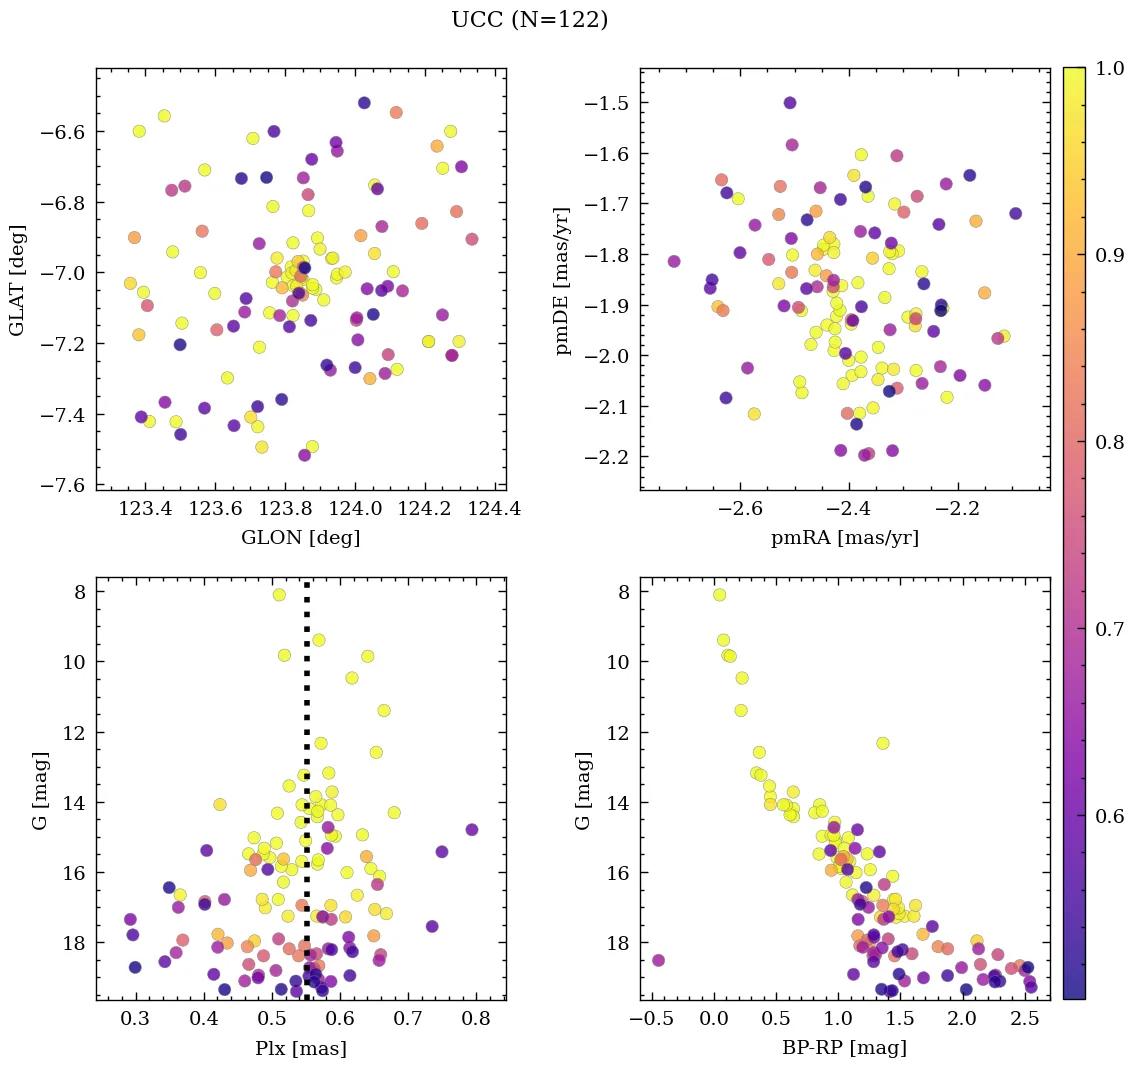 UCC (N=122)
−6.6
−6.8
−7.0
−7.2
−7.4
−7.6
GLAT [deg]
123.4 123.6 123.8 124.0 124.2 124.4
GLON [deg]
−1.5
−1.6
−1.7
−1.8
−1.9
−2.0
−2.1
−2.2
pmDE [mas/yr]
−2.6 −2.4 −2.2
pmRA [mas/yr]
1.0
0.9
0.8
0.7
0.6
8
10
12
14
16
18
G [mag]
0.3 0.4 0.5 0.6 0.7 0.8
Plx [mas]
8
10
12
14
16
18
G [mag]
−0.5 0.0 0.5 1.0 1.5 2.0 2.5
BP-RP [mag]